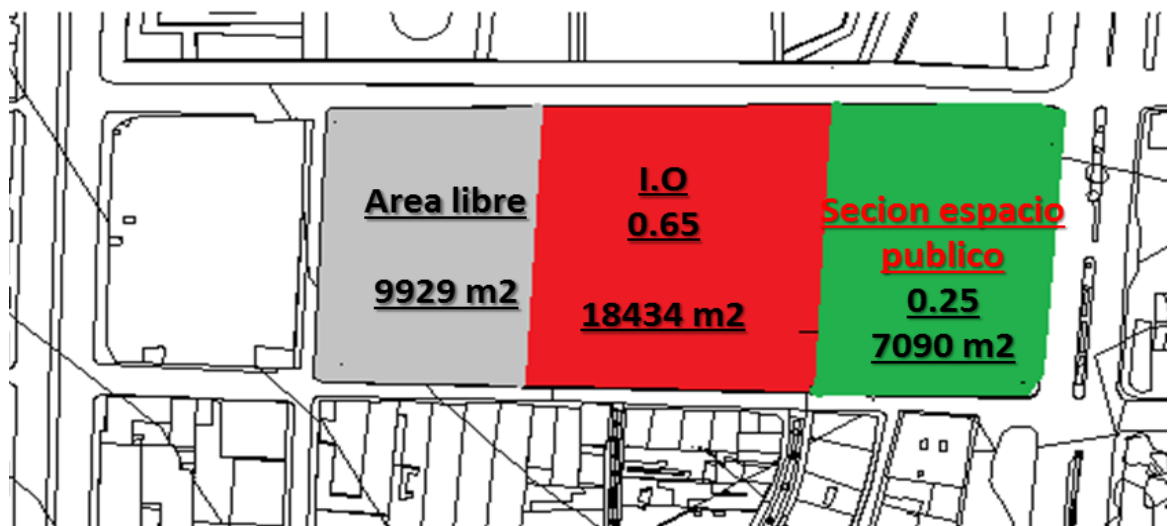 Area libre
9929 m2
I.O
0.65
18434 m2
Secion espacio
publico
0.25
7090 m2